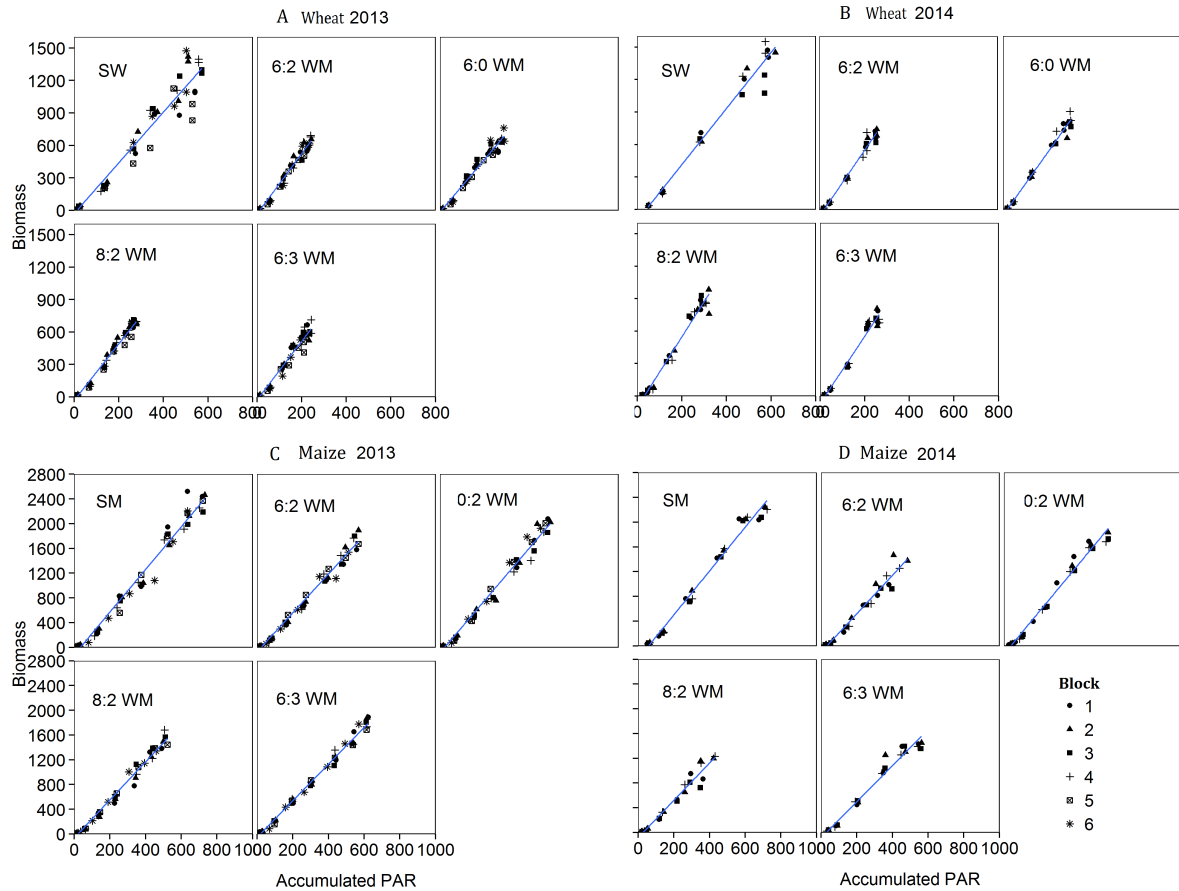 A Wheat 2013
B Wheat 2014
1500
1200
900
600
300
0
Biomass
SW
6:2 WM
6:0 WM
SW
6:2 WM
6:0 WM
1500
1200
900
600
300
0
8:2 WM
6:3 WM
8:2 WM
6:3 WM
0 200 400 600 800 0 200 400 600 800
0 200 400 600 800 0 200 400 600 800
C Maize 2013
D Maize 2014
2800
2400
2000
1600
1200
800
400
0
Biomass
SM
6:2 WM
0:2 WM
SM
6:2 WM
0:2 WM
2800
2400
2000
1600
1200
800
400
0
8:2 WM
6:3 WM
8:2 WM
6:3 WM
Block
1
2
3
4
5
6
0 200 400 600 800 1000 200 400 600 800 1000
0 200 400 600 800 1000 200 400 600 800 1000
Accumulated PAR
Accumulated PAR